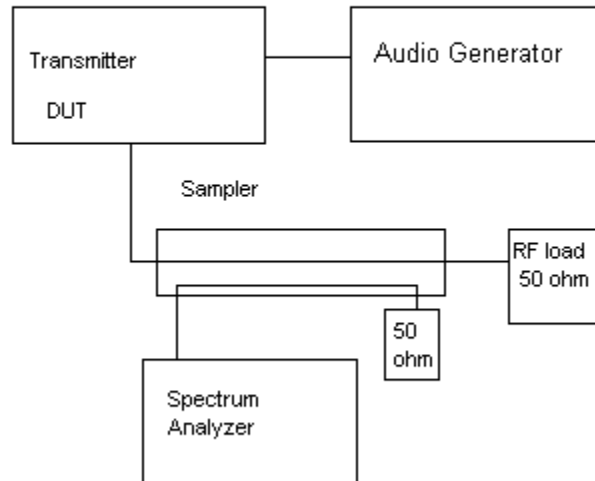 Transmitter
DUT
Audio Generator
Sampler
RF load
50 ohm
50
ohm
Spectrum
Analyzer